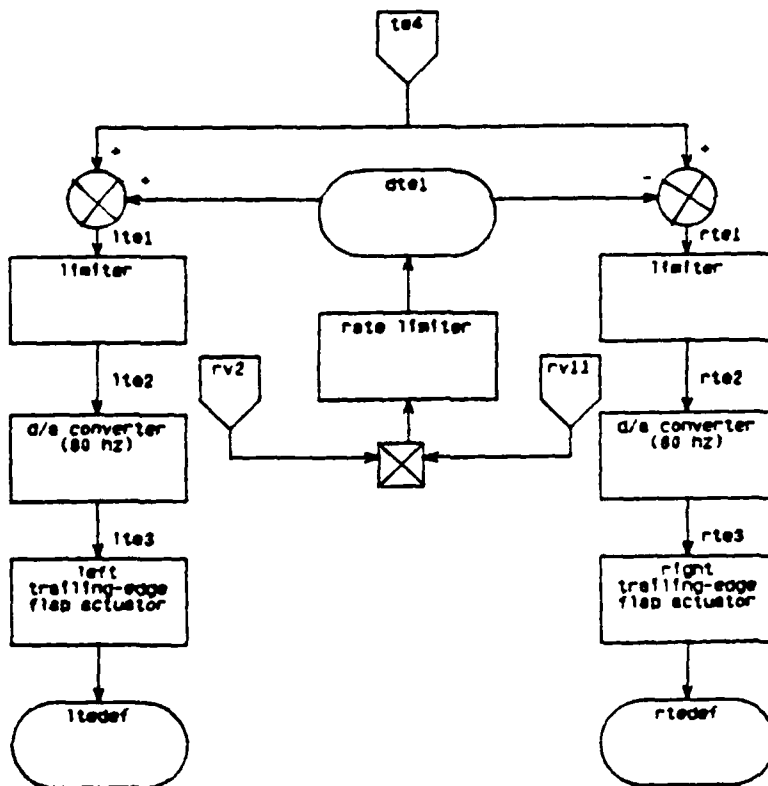 te4
+
+
+
-
dte1
lte1
rte1
limiter
limiter
rate limiter
rv2
rv11
lte2
rte2
d/a converter
(80 hz)
d/a converter
(80 hz)
lte3
rte3
left
trailing-edge
flap actuator
right
trailing-edge
flap actuator
ltedef
rtedef